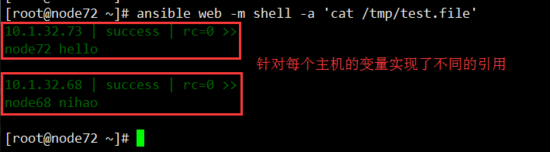 [root@node72 ~]# ansible web -m shell -a 'cat /tmp/test.file'
10.1.32.73 | success | rc=0 >>
node72 hello
针对每个主机的变量实现了不同的引用
10.1.32.68 | success | rc=0 >>
node68 nihao
[root@node72 ~]#